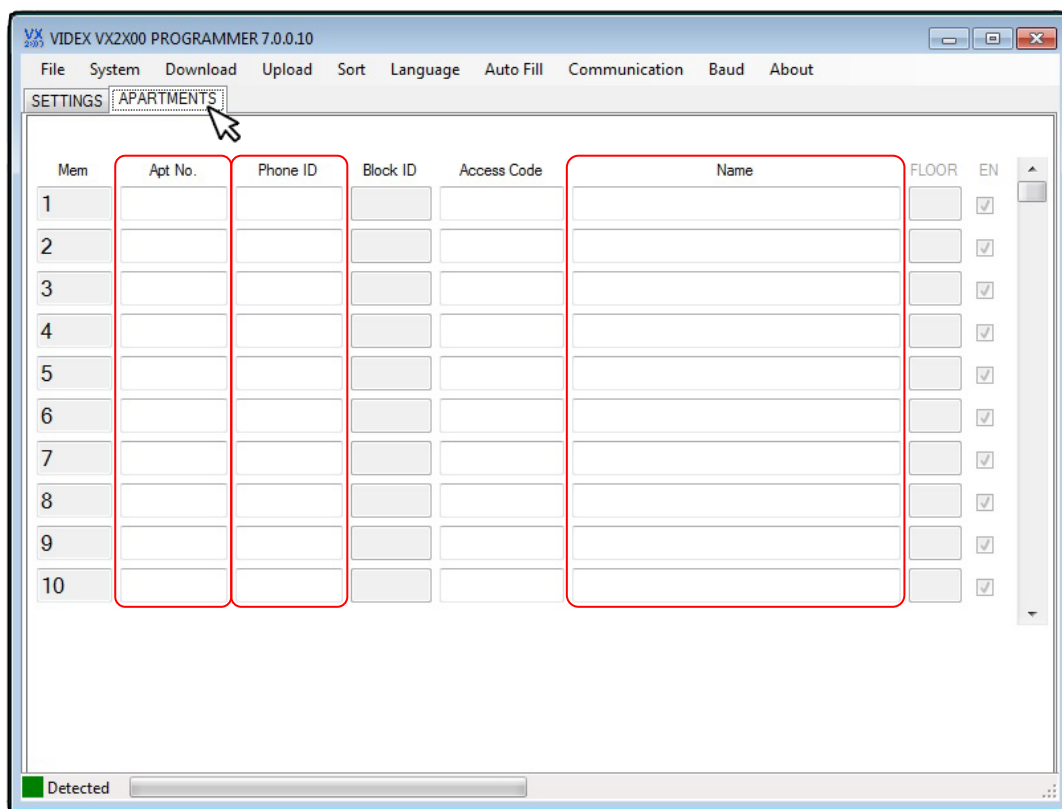 VX
2X00
VIDEX VX2X00 PROGRAMMER 7.0.0.10
File System Download Upload Sort Language Auto Fill Communication Baud About
SETTINGS APARTMENTS
Mem Apt No. Phone ID Block ID Access Code Name FLOOR EN
1
2
3
4
5
6
7
8
9
10
Detected